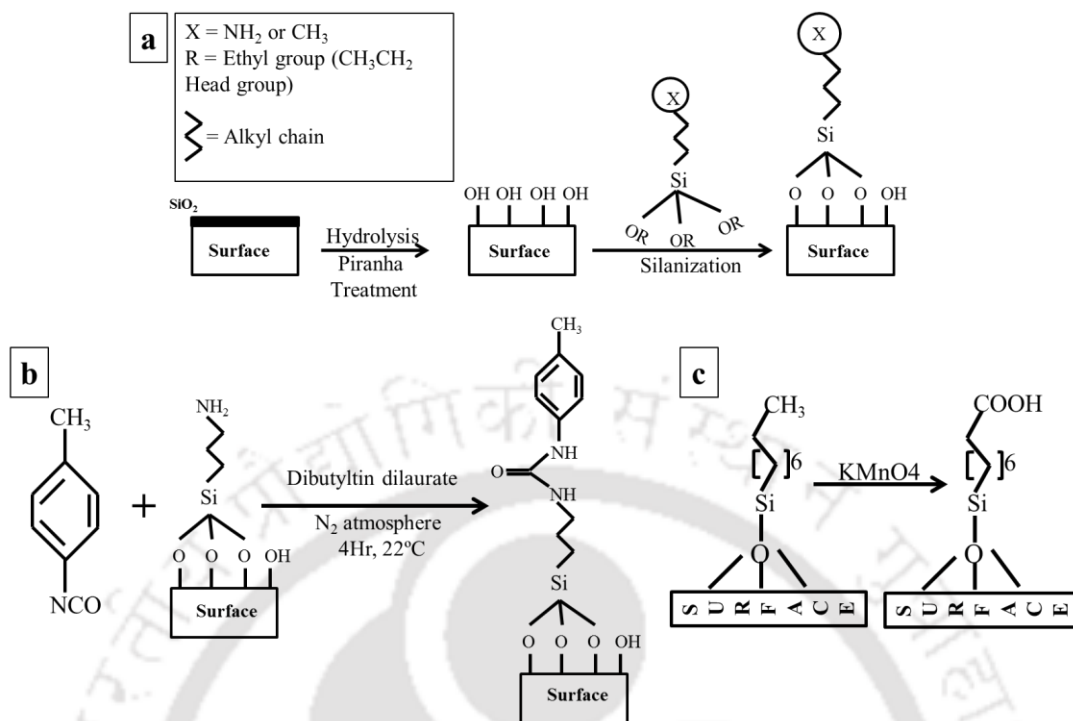 a
X = NH₂ or CH₃
R = Ethyl group (CH₃CH₂
Head group)
= Alkyl chain
SiO₂
Surface
Hydrolysis
Piranha
Treatment
OH OH OH OH
Surface
X
Si
OR OR OR
Silanization
X
Si
O O O OH
Surface
b
CH₃
NCO
+
NH₂
Si
O O O OH
Surface
Dibutyltin dilaurate
N₂ atmosphere
4Hr, 22ºC
CH₃
NH
O
NH
Si
O O O OH
Surface
c
CH₃
6
Si
O
SURFACE
KMnO4
COOH
6
Si
O
SURFACE
प्रौद्योगिकी संस्थान